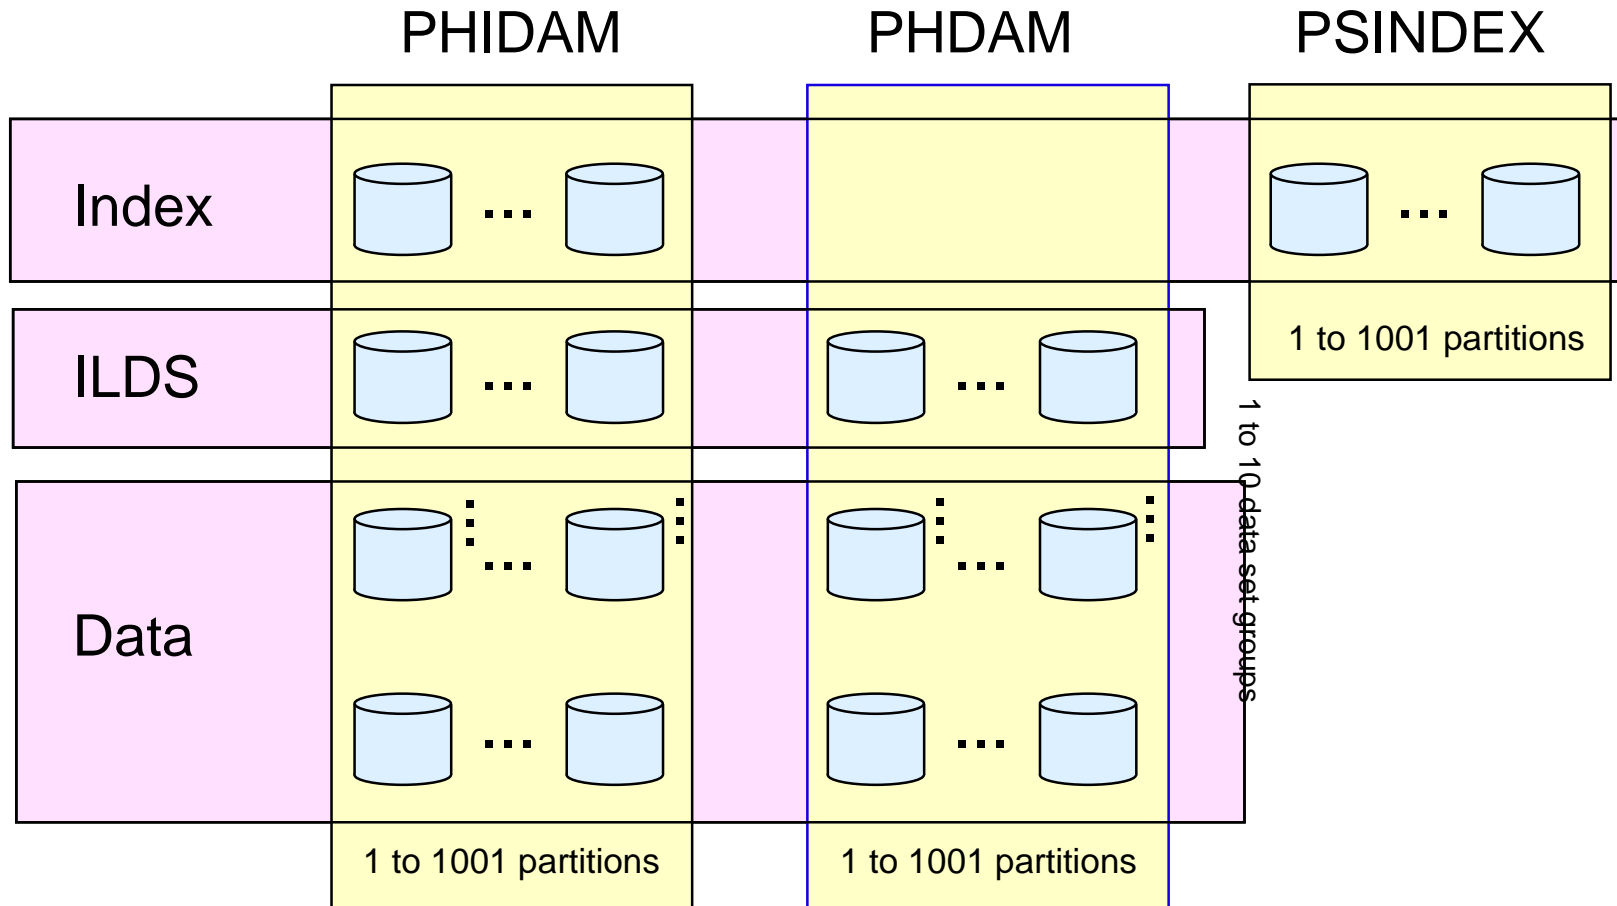 PHIDAM PHDAM PSINDEX
Index
1 to 1001 partitions
ILDS
1 to 10 data set groups
Data
1 to 1001 partitions 1 to 1001 partitions